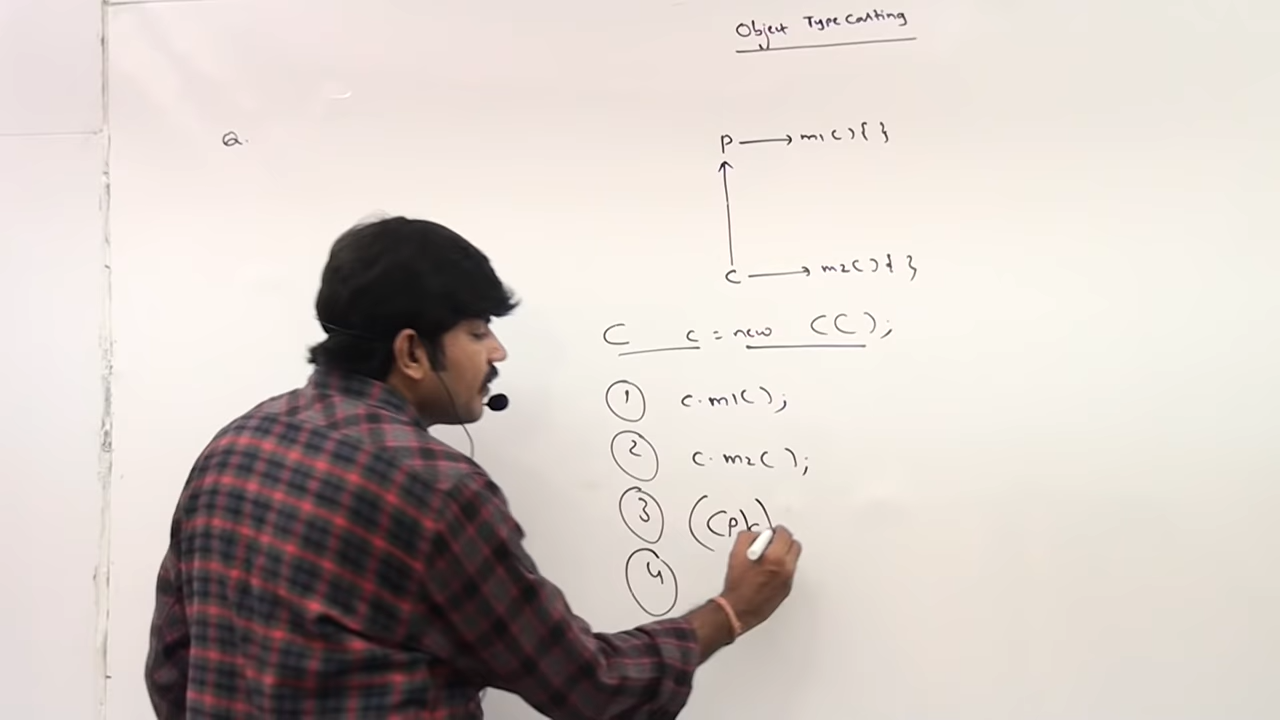 Object Type Casting
Q.
P → m1() { }
C → m2() { }
C c = new C();
1 c.m1();
2 c.m2();
3 ((P)c)
4